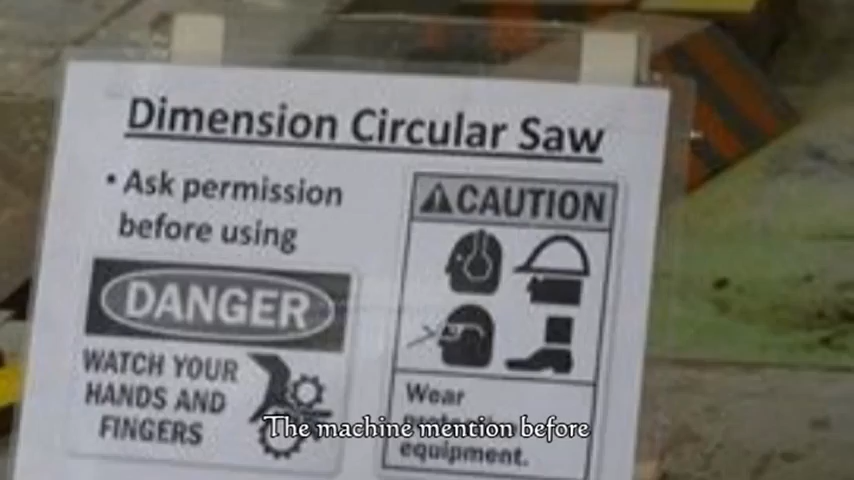 Dimension Circular Saw
• Ask permission
before using
DANGER
WATCH YOUR
HANDS AND
FINGERS
CAUTION
Wear
equipment.
The machine mention before